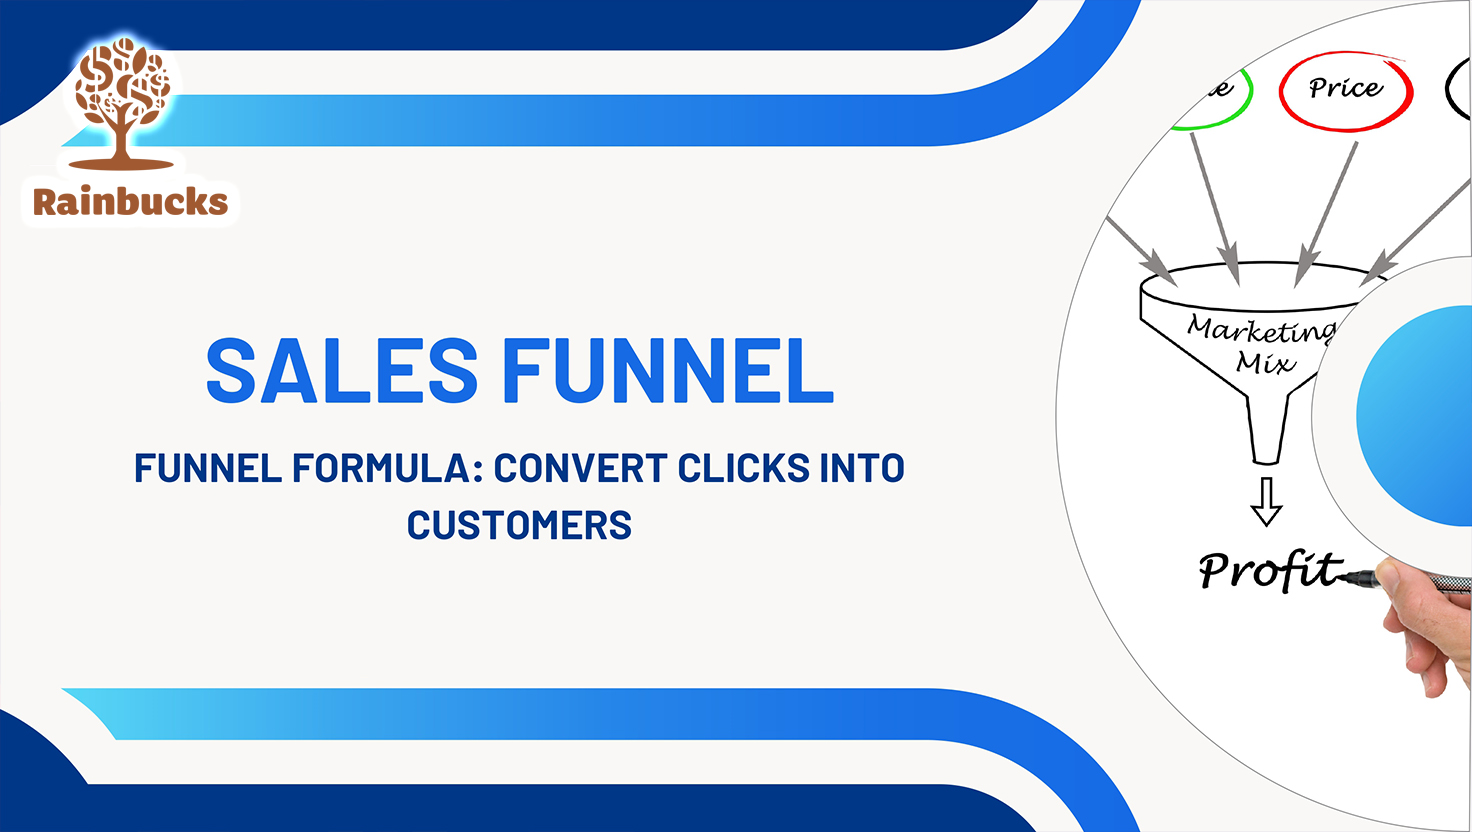 Rainbucks
SALES FUNNEL
FUNNEL FORMULA: CONVERT CLICKS INTO
CUSTOMERS
Price
Marketing
Mix
Profit